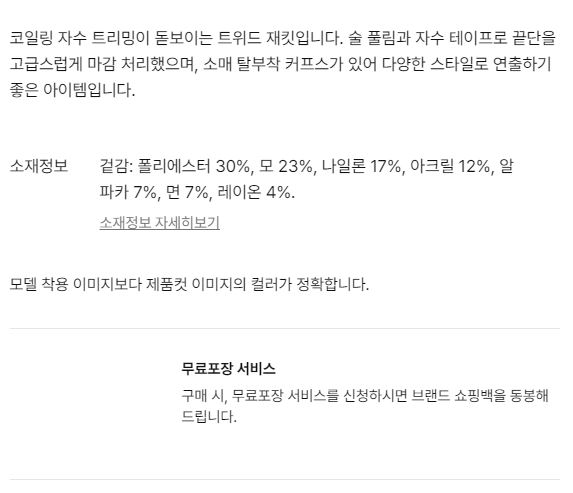 코일링 자수 트리밍이 돋보이는 트위드 재킷입니다. 술 풀림과 자수 테이프로 끝단을
고급스럽게 마감 처리했으며, 소매 탈부착 커프스가 있어 다양한 스타일로 연출하기
좋은 아이템입니다.
소재정보 겉감: 폴리에스터 30%, 모 23%, 나일론 17%, 아크릴 12%, 알
파카 7%, 면 7%, 레이온 4%.
소재정보 자세히보기
모델 착용 이미지보다 제품컷 이미지의 컬러가 정확합니다.
무료포장 서비스
구매 시, 무료포장 서비스를 신청하시면 브랜드 쇼핑백을 동봉해
드립니다.